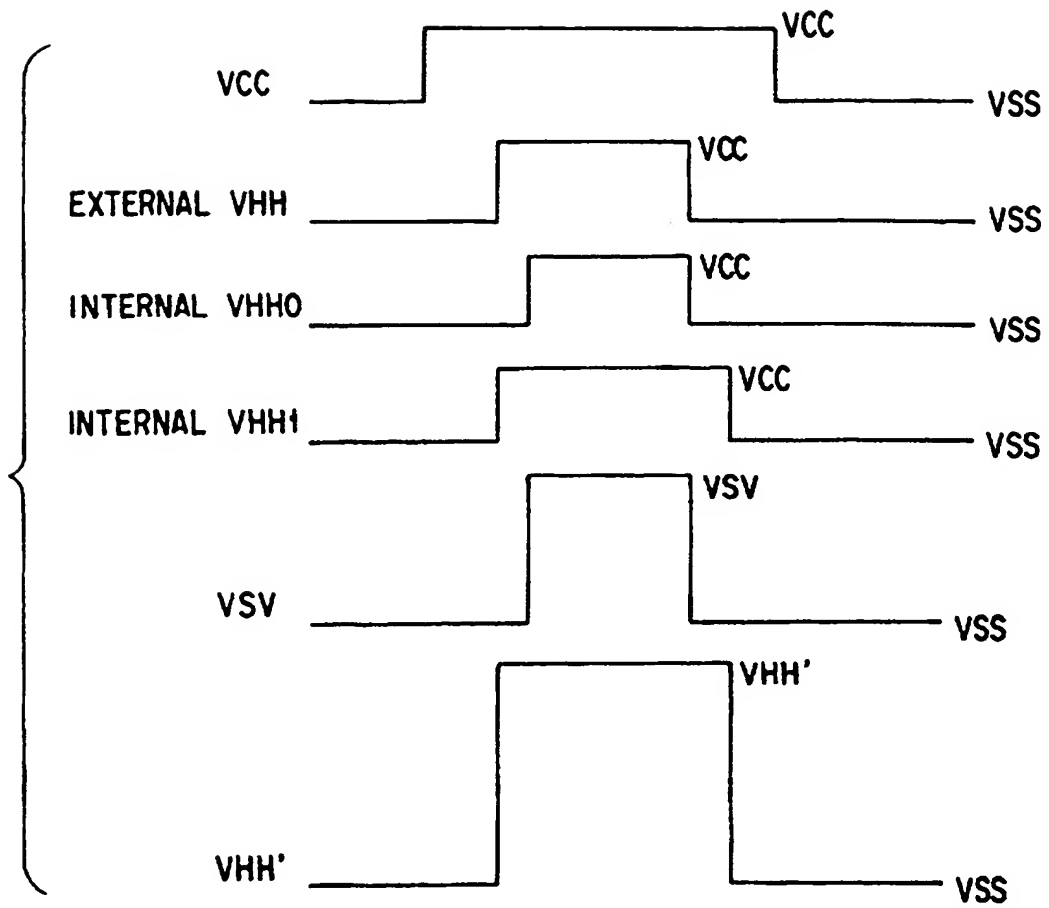 VCC
VCC
VSS
VCC
EXTERNAL VHH
VSS
VCC
INTERNAL VHH0
VSS
VCC
INTERNAL VHH1
VSS
VSV
VSV
VSS
VHH'
VHH'
VSS